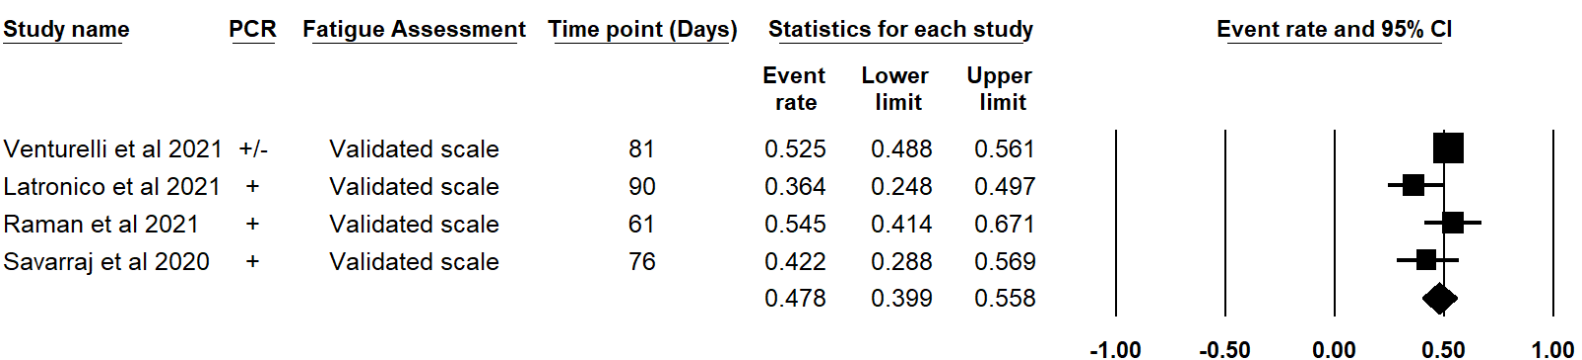 Study name PCR Fatigue Assessment Time point (Days) Statistics for each study Event rate and 95% CI
Event Lower Upper
rate limit limit
Venturelli et al 2021 +/- Validated scale 81 0.525 0.488 0.561
Latronico et al 2021 + Validated scale 90 0.364 0.248 0.497
Raman et al 2021 + Validated scale 61 0.545 0.414 0.671
Savarraj et al 2020 + Validated scale 76 0.422 0.288 0.569
0.478 0.399 0.558
-1.00 -0.50 0.00 0.50 1.00